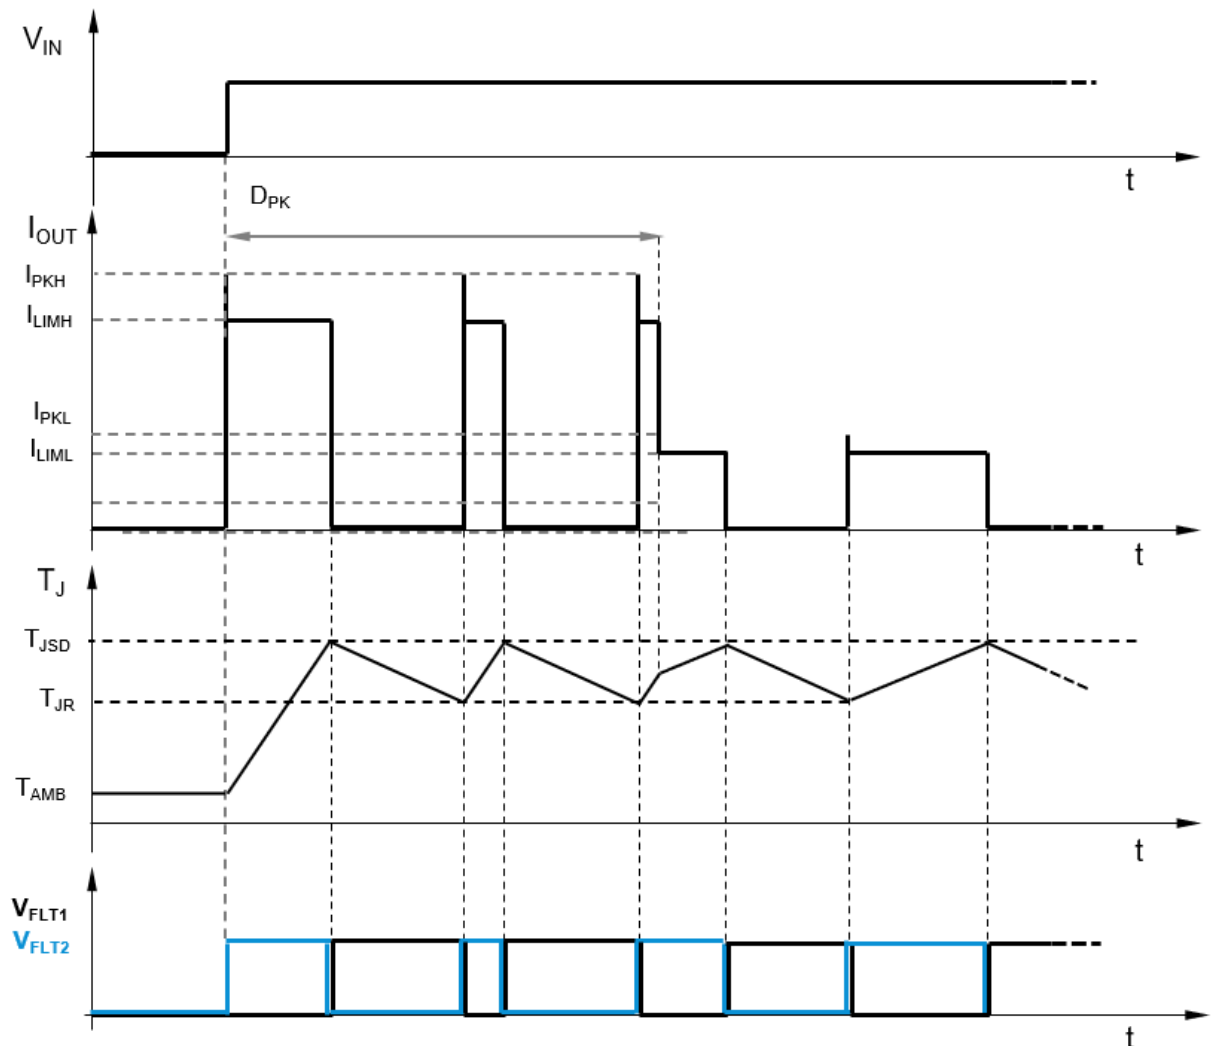 VIN
t
DPK
IOUT
IPKH
ILIMH
IPKL
ILIML
t
TJ
TJSD
TJR
TAMB
t
VFLT1
VFLT2
t